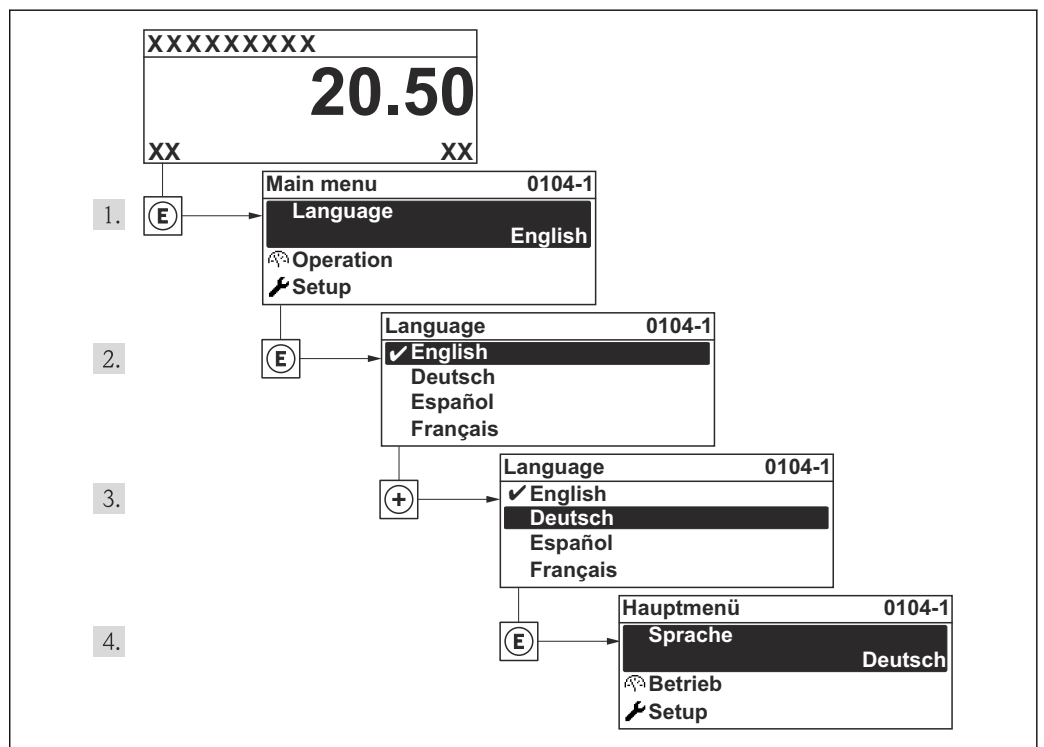 XXXXXXXXX
20.50
XX XX
1. E
Main menu 0104-1
Language
English
Operation
Setup
2. E
Language 0104-1
✔ English
Deutsch
Español
Français
3. +
Language 0104-1
✔ English
Deutsch
Español
Français
4. E
Hauptmenü 0104-1
Sprache
Deutsch
Betrieb
Setup